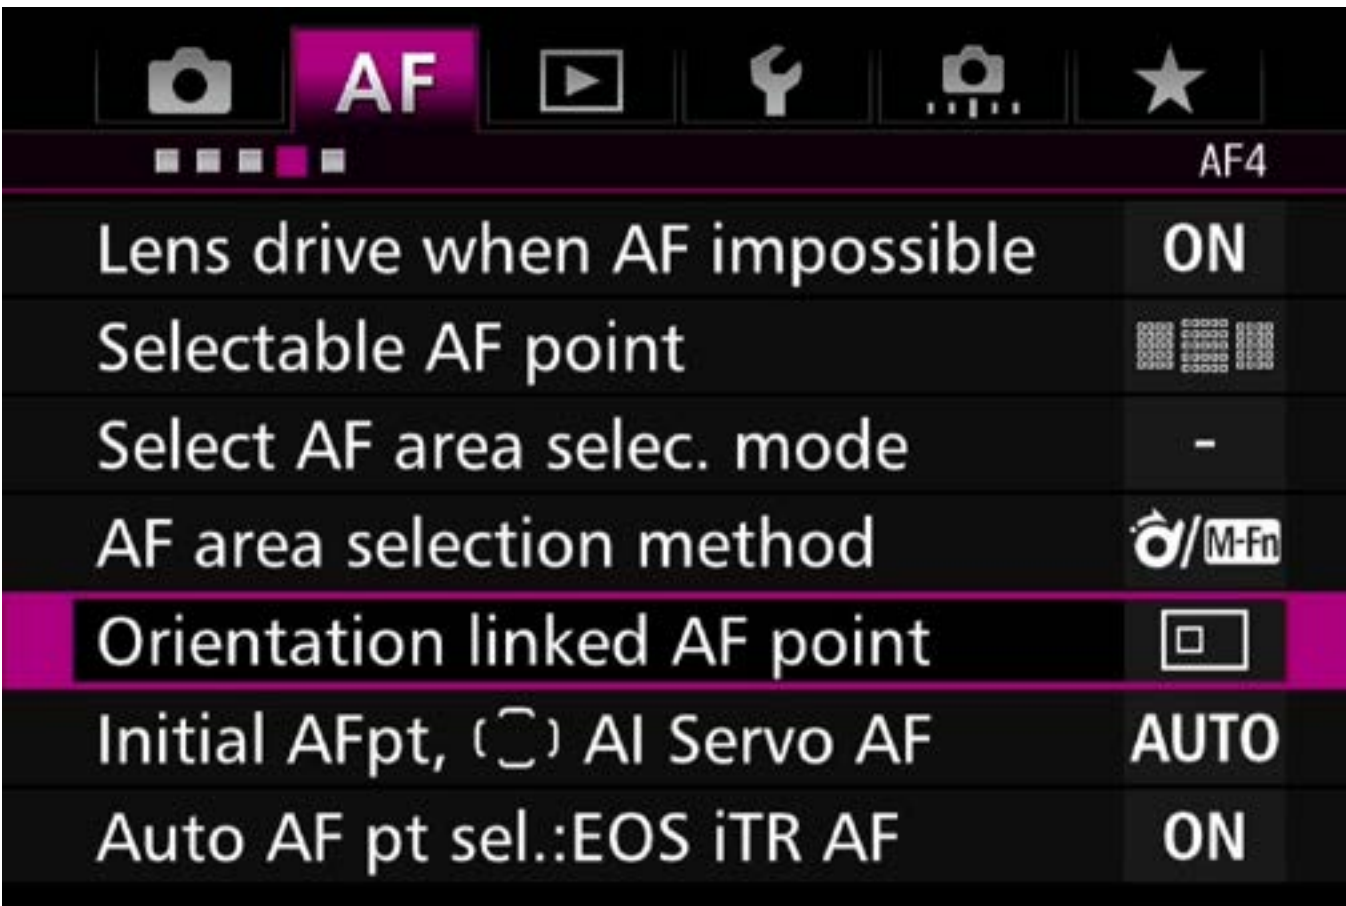 AF
AF4
Lens drive when AF impossible ON
Selectable AF point
Select AF area selec. mode -
AF area selection method /M-Fn
Orientation linked AF point
Initial AFpt, AI Servo AF AUTO
Auto AF pt sel.:EOS iTR AF ON